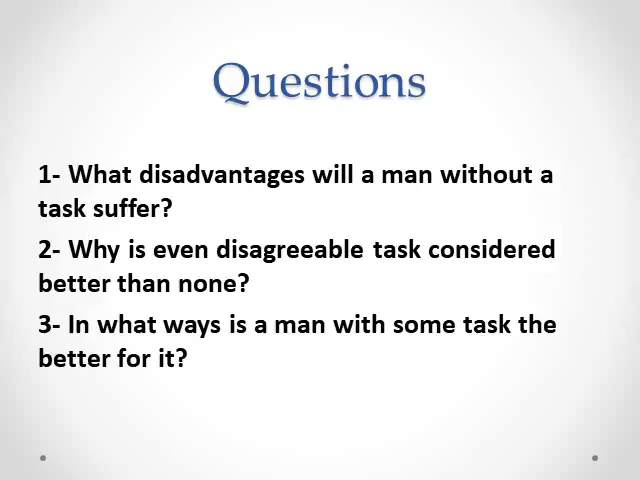 Questions
1- What disadvantages will a man without a
task suffer?
2- Why is even disagreeable task considered
better than none?
3- In what ways is a man with some task the
better for it?